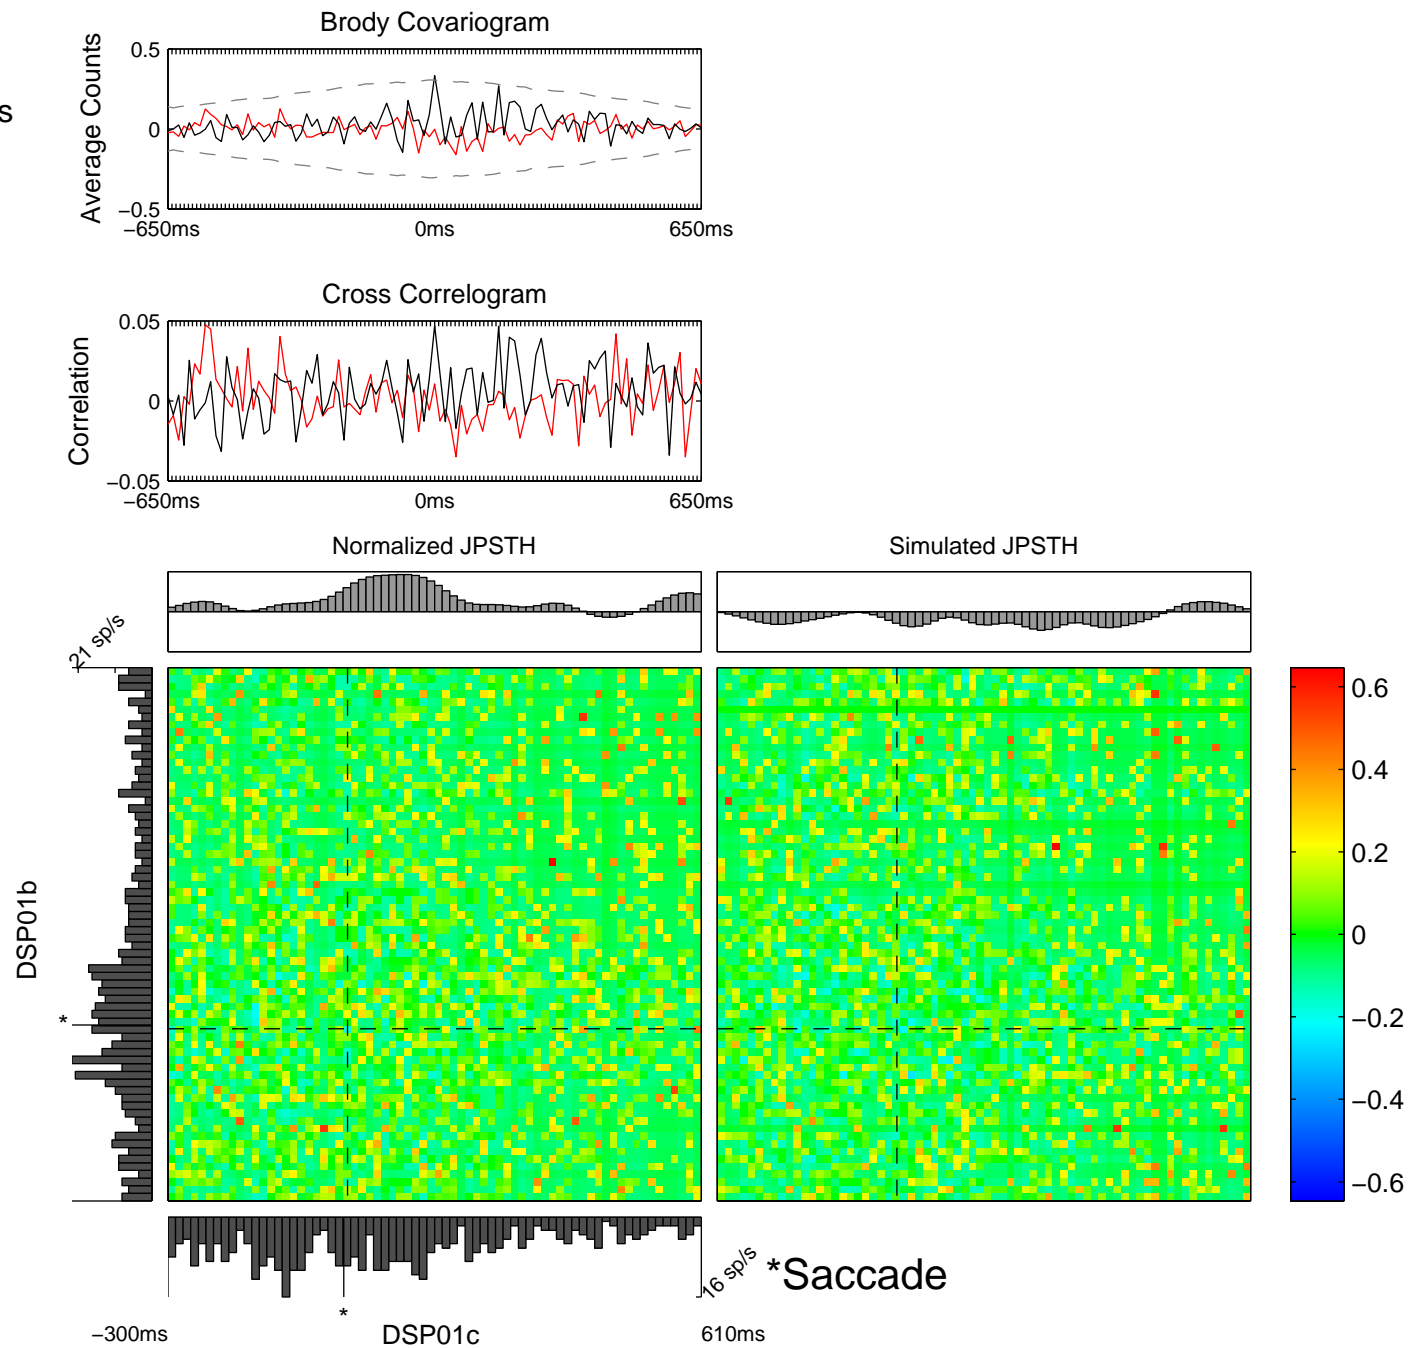 Brody Covariogram
s
Average Counts
0.5
0
−0.5
−650ms
0ms
650ms
Cross Correlogram
Correlation
0.05
0
−0.05
−650ms
0ms
650ms
Normalized JPSTH
Simulated JPSTH
21 sp/s
DSP01b
*
0.6
0.4
0.2
0
−0.2
−0.4
−0.6
16 sp/s
*Saccade
*
−300ms
DSP01c
610ms